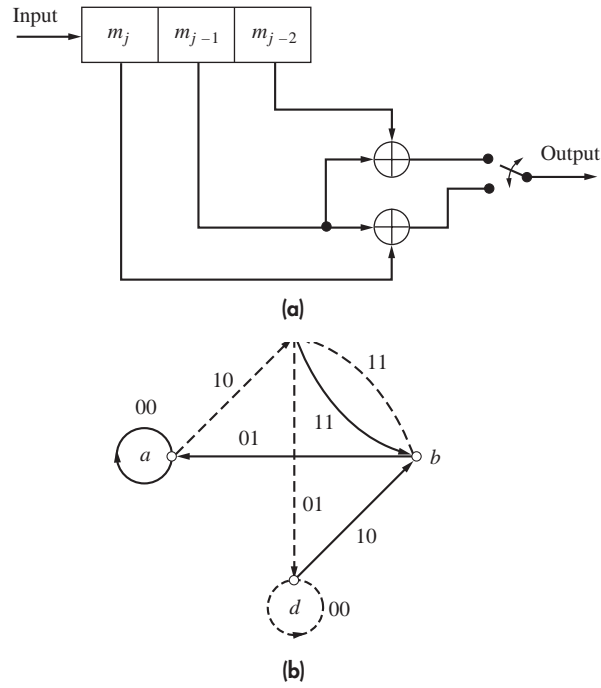 Input
m_j m_{j-1} m_{j-2}
Output
(a)
11
10
00
11
01
a
b
01
10
d
00
(b)